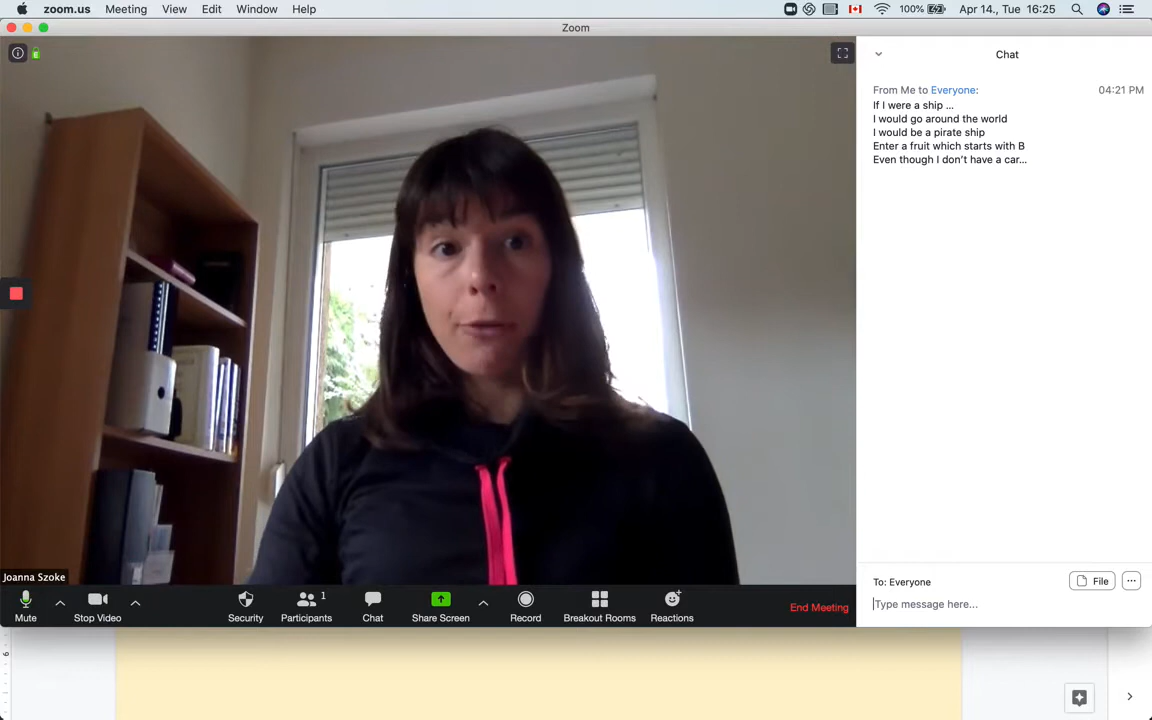 zoom.us Meeting View Edit Window Help 100% Apr 14., Tue 16:25
Zoom
Chat
From Me to Everyone: 04:21 PM
If I were a ship ...
I would go around the world
I would be a pirate ship
Enter a fruit which starts with B
Even though I don't have a car...
Joanna Szoke
To: Everyone File
Type message here...
1
Mute Stop Video Security Participants Chat Share Screen Record Breakout Rooms Reactions End Meeting
9